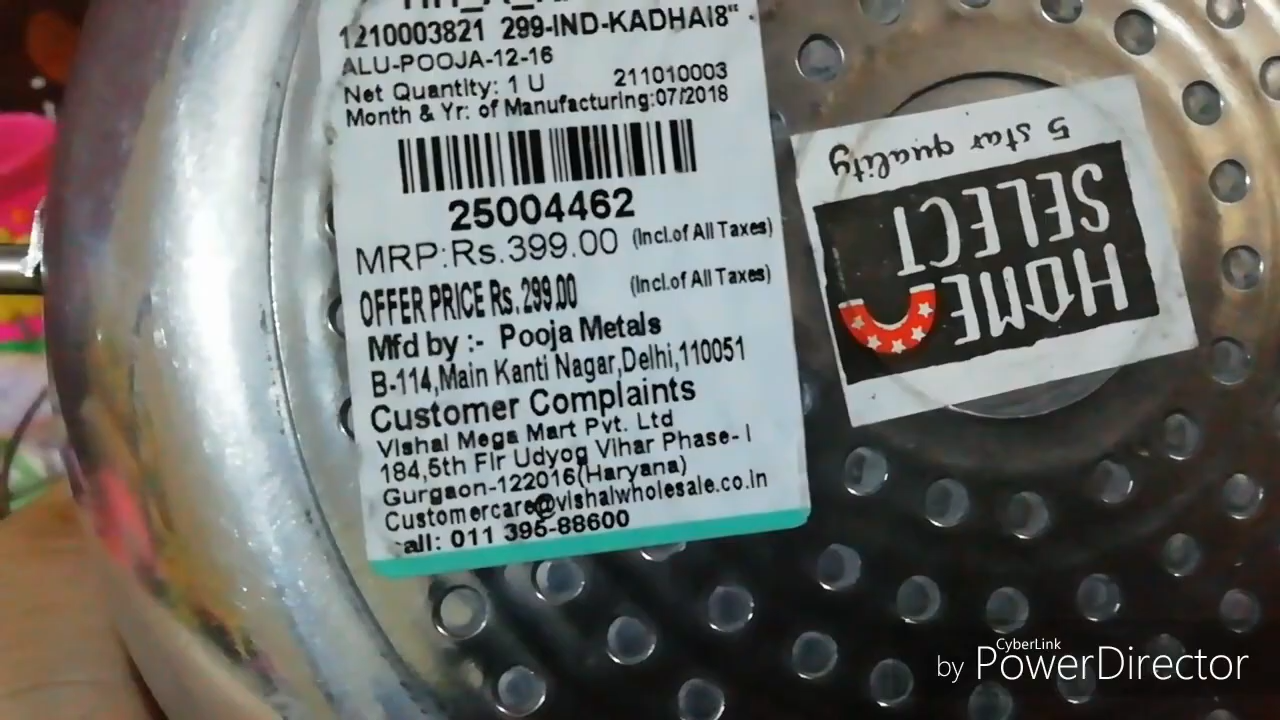 1210003821 299-IND-KADHAI8"
ALU-POOJA-12-16
Net Quantity: 1 U 211010003
Month & Yr. of Manufacturing:07/2018
25004462
MRP:Rs.399.00 (Incl.of All Taxes)
OFFER PRICE Rs.299.00 (Incl.of All Taxes)
Mfd by :- Pooja Metals
B-114,Main Kanti Nagar,Delhi,110051
Customer Complaints
Vishal Mega Mart Pvt. Ltd
184,5th Flr Udyog Vihar Phase- I
Gurgaon-122016(Haryana)
Customercare@vishalwholesale.co.in
call: 011 395-88600
HOME
SELECT
5 star quality
CyberLink
by PowerDirector